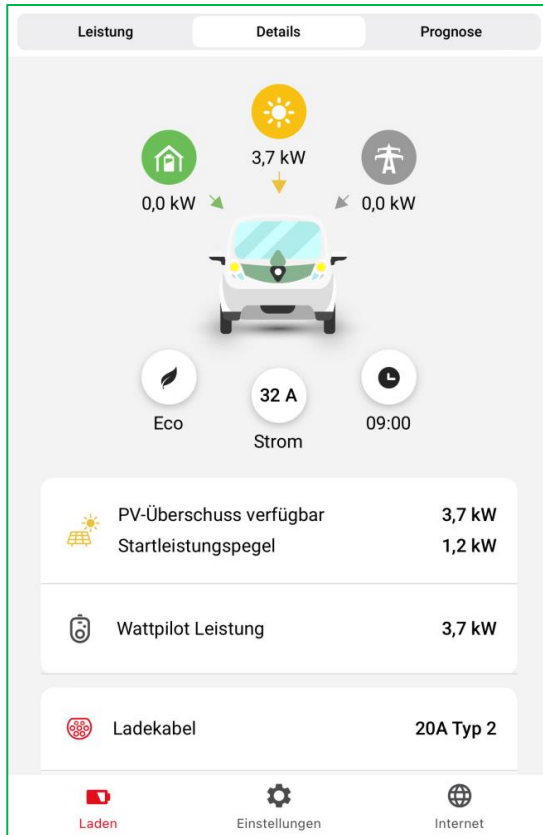 Leistung Details Prognose
3,7 kW
0,0 kW 0,0 kW
32 A
Eco 09:00
Strom
PV-Überschuss verfügbar 3,7 kW
Startleistungspegel 1,2 kW
Wattpilot Leistung 3,7 kW
Ladekabel 20A Typ 2
Laden Einstellungen Internet